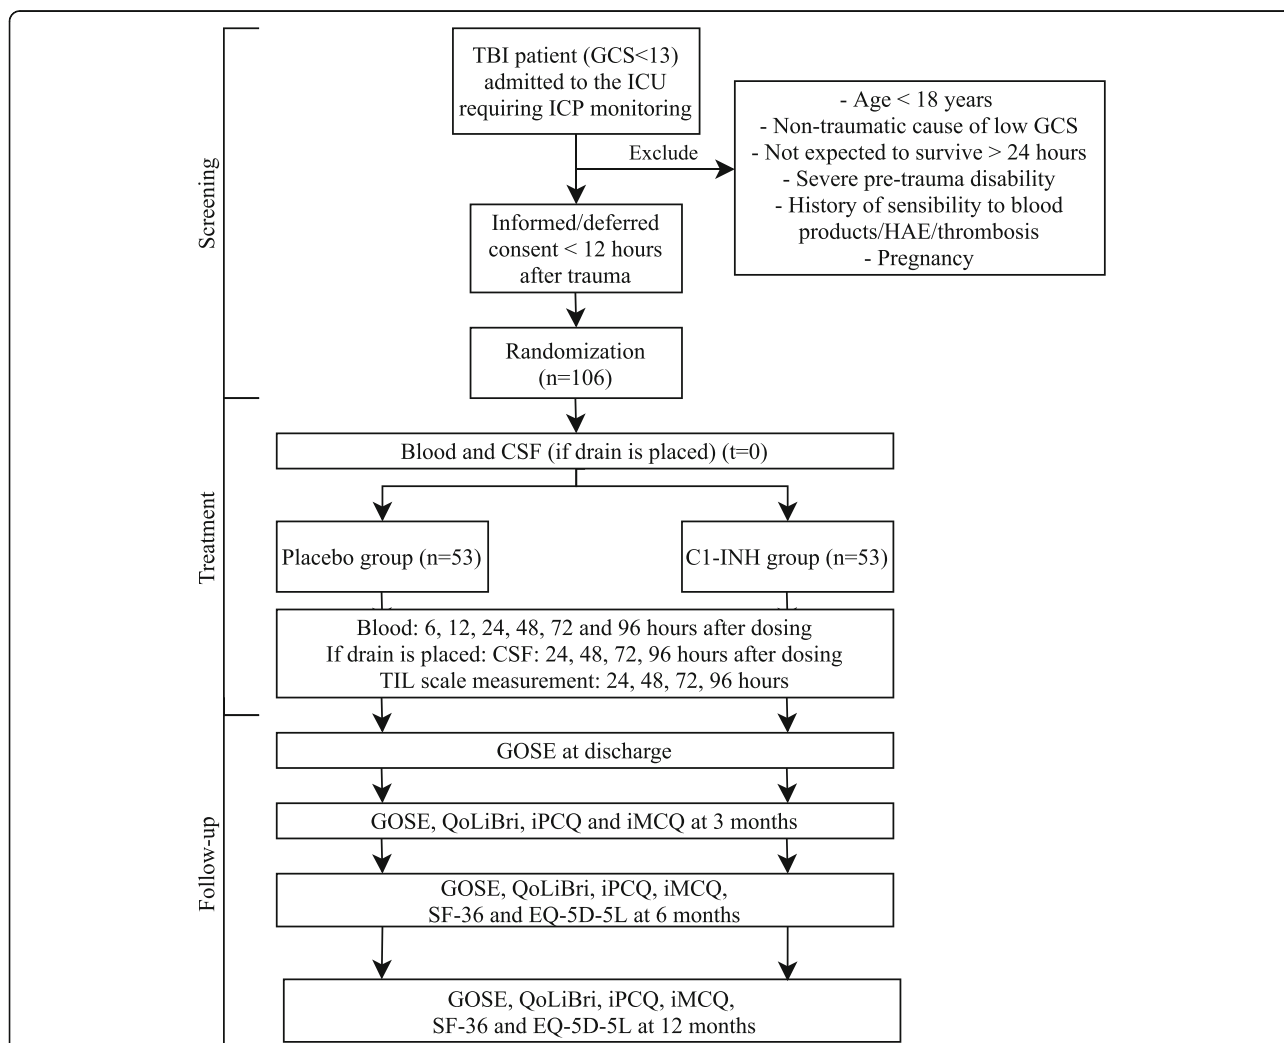 Screening
TBI patient (GCS<13)
admitted to the ICU
requiring ICP monitoring
Exclude
- Age < 18 years
- Non-traumatic cause of low GCS
- Not expected to survive > 24 hours
- Severe pre-trauma disability
- History of sensibility to blood
products/HAE/thrombosis
- Pregnancy
Informed/deferred
consent < 12 hours
after trauma
Randomization
(n=106)
Treatment
Blood and CSF (if drain is placed) (t=0)
Placebo group (n=53)
C1-INH group (n=53)
Blood: 6, 12, 24, 48, 72 and 96 hours after dosing
If drain is placed: CSF: 24, 48, 72, 96 hours after dosing
TIL scale measurement: 24, 48, 72, 96 hours
Follow-up
GOSE at discharge
GOSE, QoLiBri, iPCQ and iMCQ at 3 months
GOSE, QoLiBri, iPCQ, iMCQ,
SF-36 and EQ-5D-5L at 6 months
GOSE, QoLiBri, iPCQ, iMCQ,
SF-36 and EQ-5D-5L at 12 months